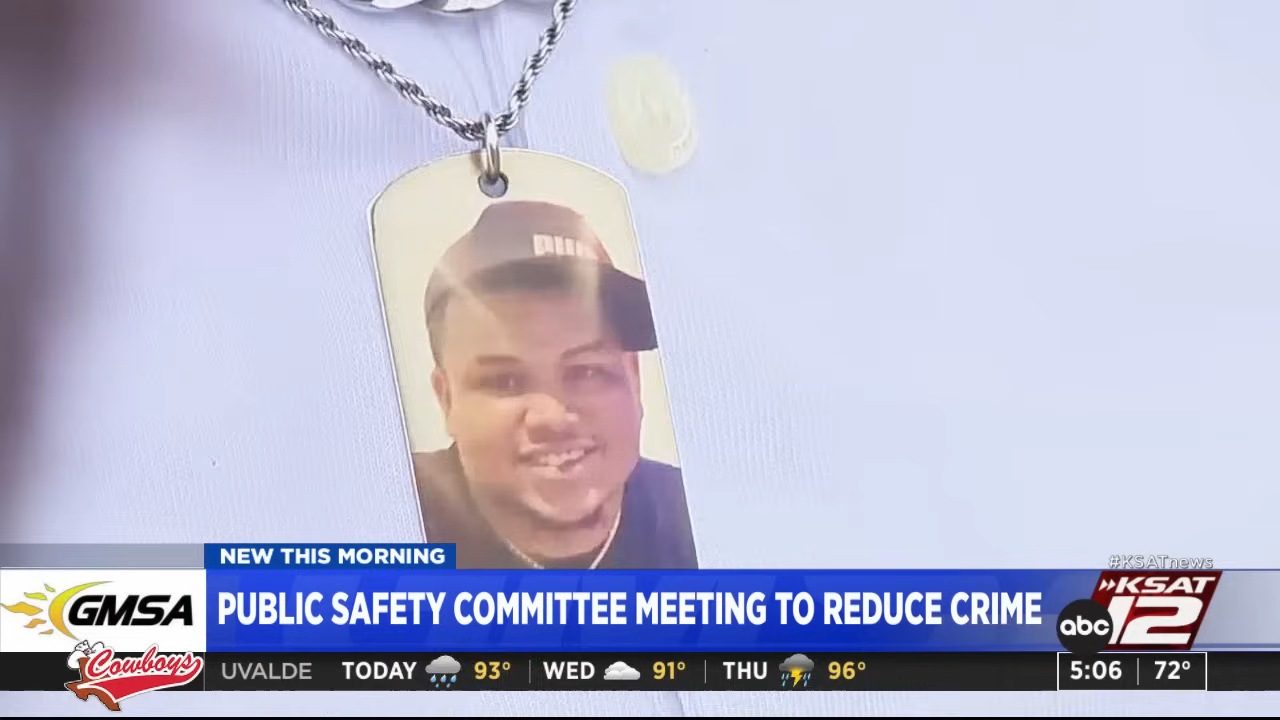 #KSATnews
NEW THIS MORNING
GMSA
PUBLIC SAFETY COMMITTEE MEETING TO REDUCE CRIME
abc
KSAT
12
Cowboys
UVALDE TODAY 93° WED 91° THU 96°
5:06 72°